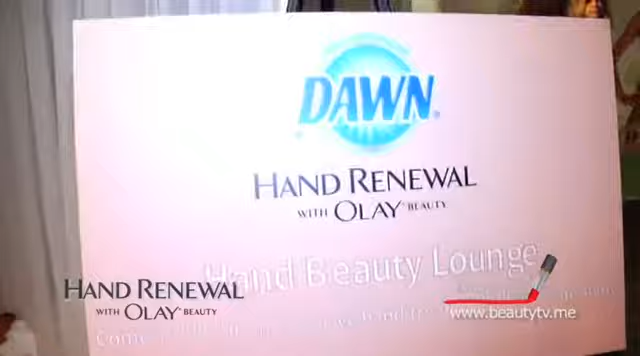 DAWN
HAND RENEWAL
WITH OLAY® BEAUTY
Hand Beauty Lounge
HAND RENEWAL
WITH OLAY® BEAUTY
www.beautytv.me